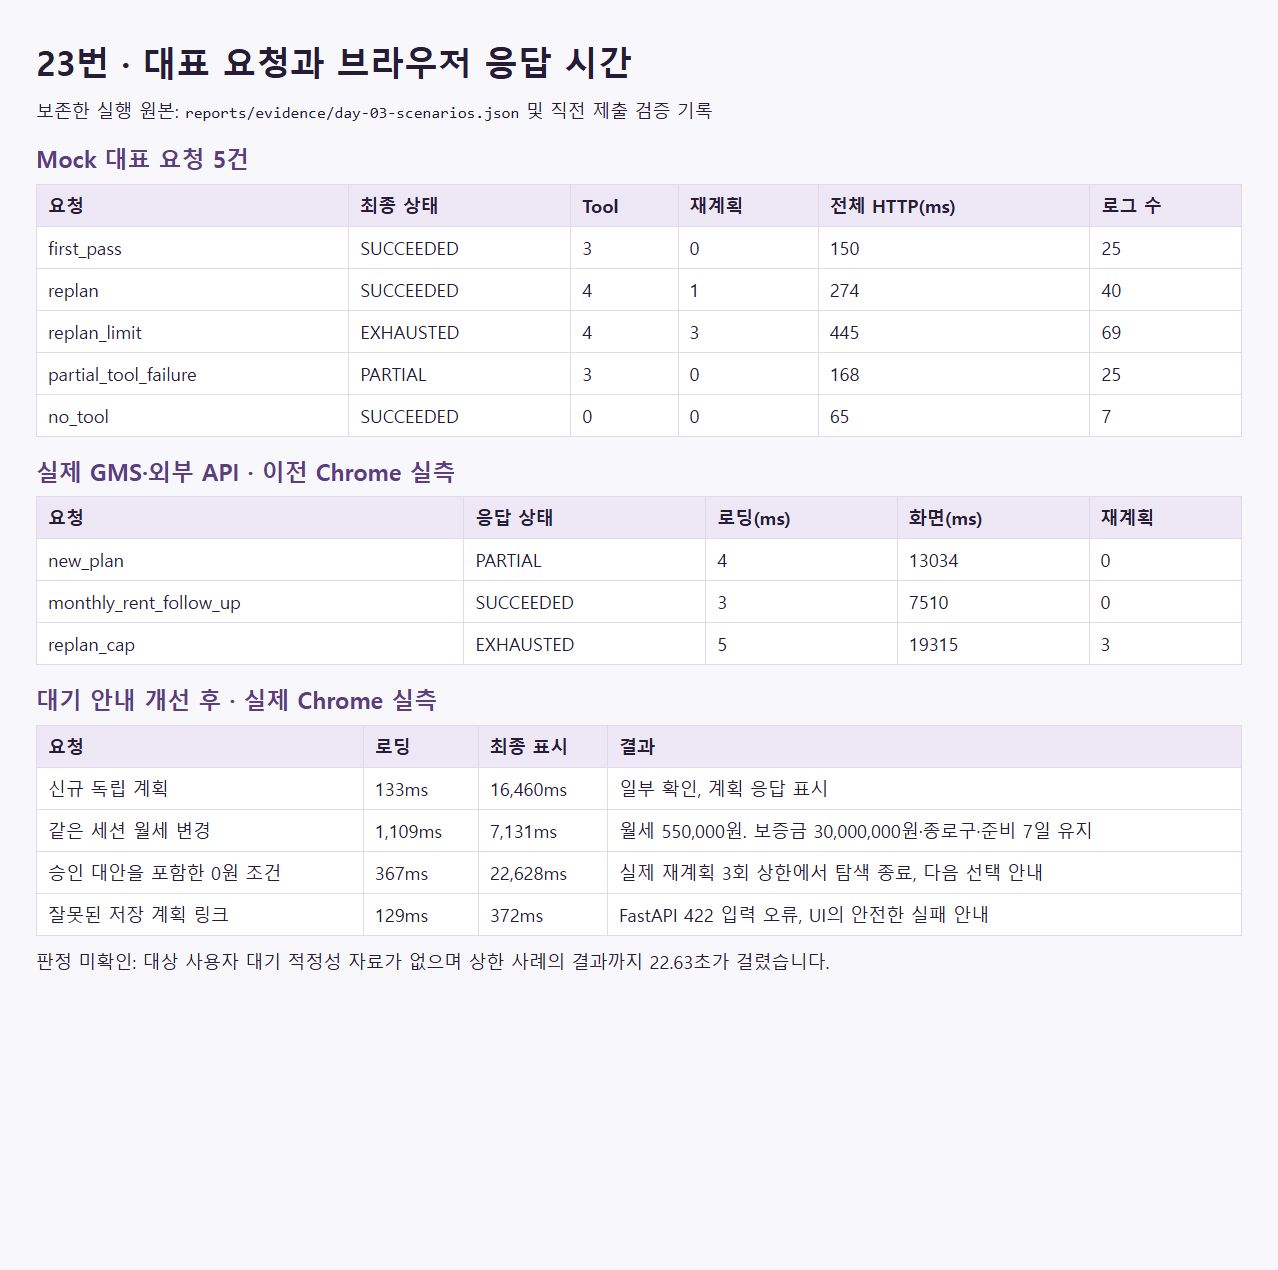 23번 · 대표 요청과 브라우저 응답 시간
보존한 실행 원본: reports/evidence/day-03-scenarios.json 및 직전 제출 검증 기록
Mock 대표 요청 5건
요청 최종 상태 Tool 재계획 전체 HTTP(ms) 로그 수
first_pass SUCCEEDED 3 0 150 25
replan SUCCEEDED 4 1 274 40
replan_limit EXHAUSTED 4 3 445 69
partial_tool_failure PARTIAL 3 0 168 25
no_tool SUCCEEDED 0 0 65 7
실제 GMS·외부 API · 이전 Chrome 실측
요청 응답 상태 로딩(ms) 화면(ms) 재계획
new_plan PARTIAL 4 13034 0
monthly_rent_follow_up SUCCEEDED 3 7510 0
replan_cap EXHAUSTED 5 19315 3
대기 안내 개선 후 · 실제 Chrome 실측
요청 로딩 최종 표시 결과
신규 독립 계획 133ms 16,460ms 일부 확인, 계획 응답 표시
같은 세션 월세 변경 1,109ms 7,131ms 월세 550,000원. 보증금 30,000,000원·종로구·준비 7일 유지
승인 대안을 포함한 0원 조건 367ms 22,628ms 실제 재계획 3회 상한에서 탐색 종료, 다음 선택 안내
잘못된 저장 계획 링크 129ms 372ms FastAPI 422 입력 오류, UI의 안전한 실패 안내
판정 미확인: 대상 사용자 대기 적정성 자료가 없으며 상한 사례의 결과까지 22.63초가 걸렸습니다.